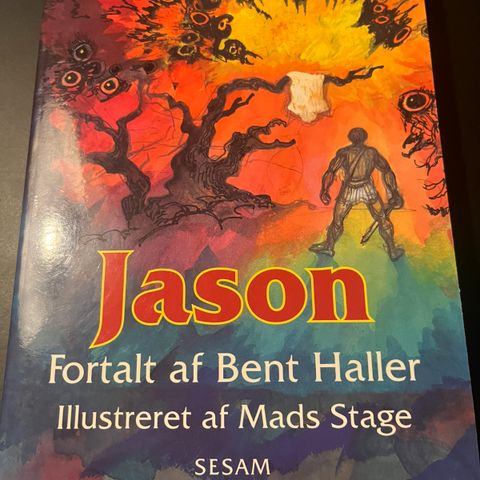 Jason
Fortalt af Bent Haller
Illustreret af Mads Stage
SESAM